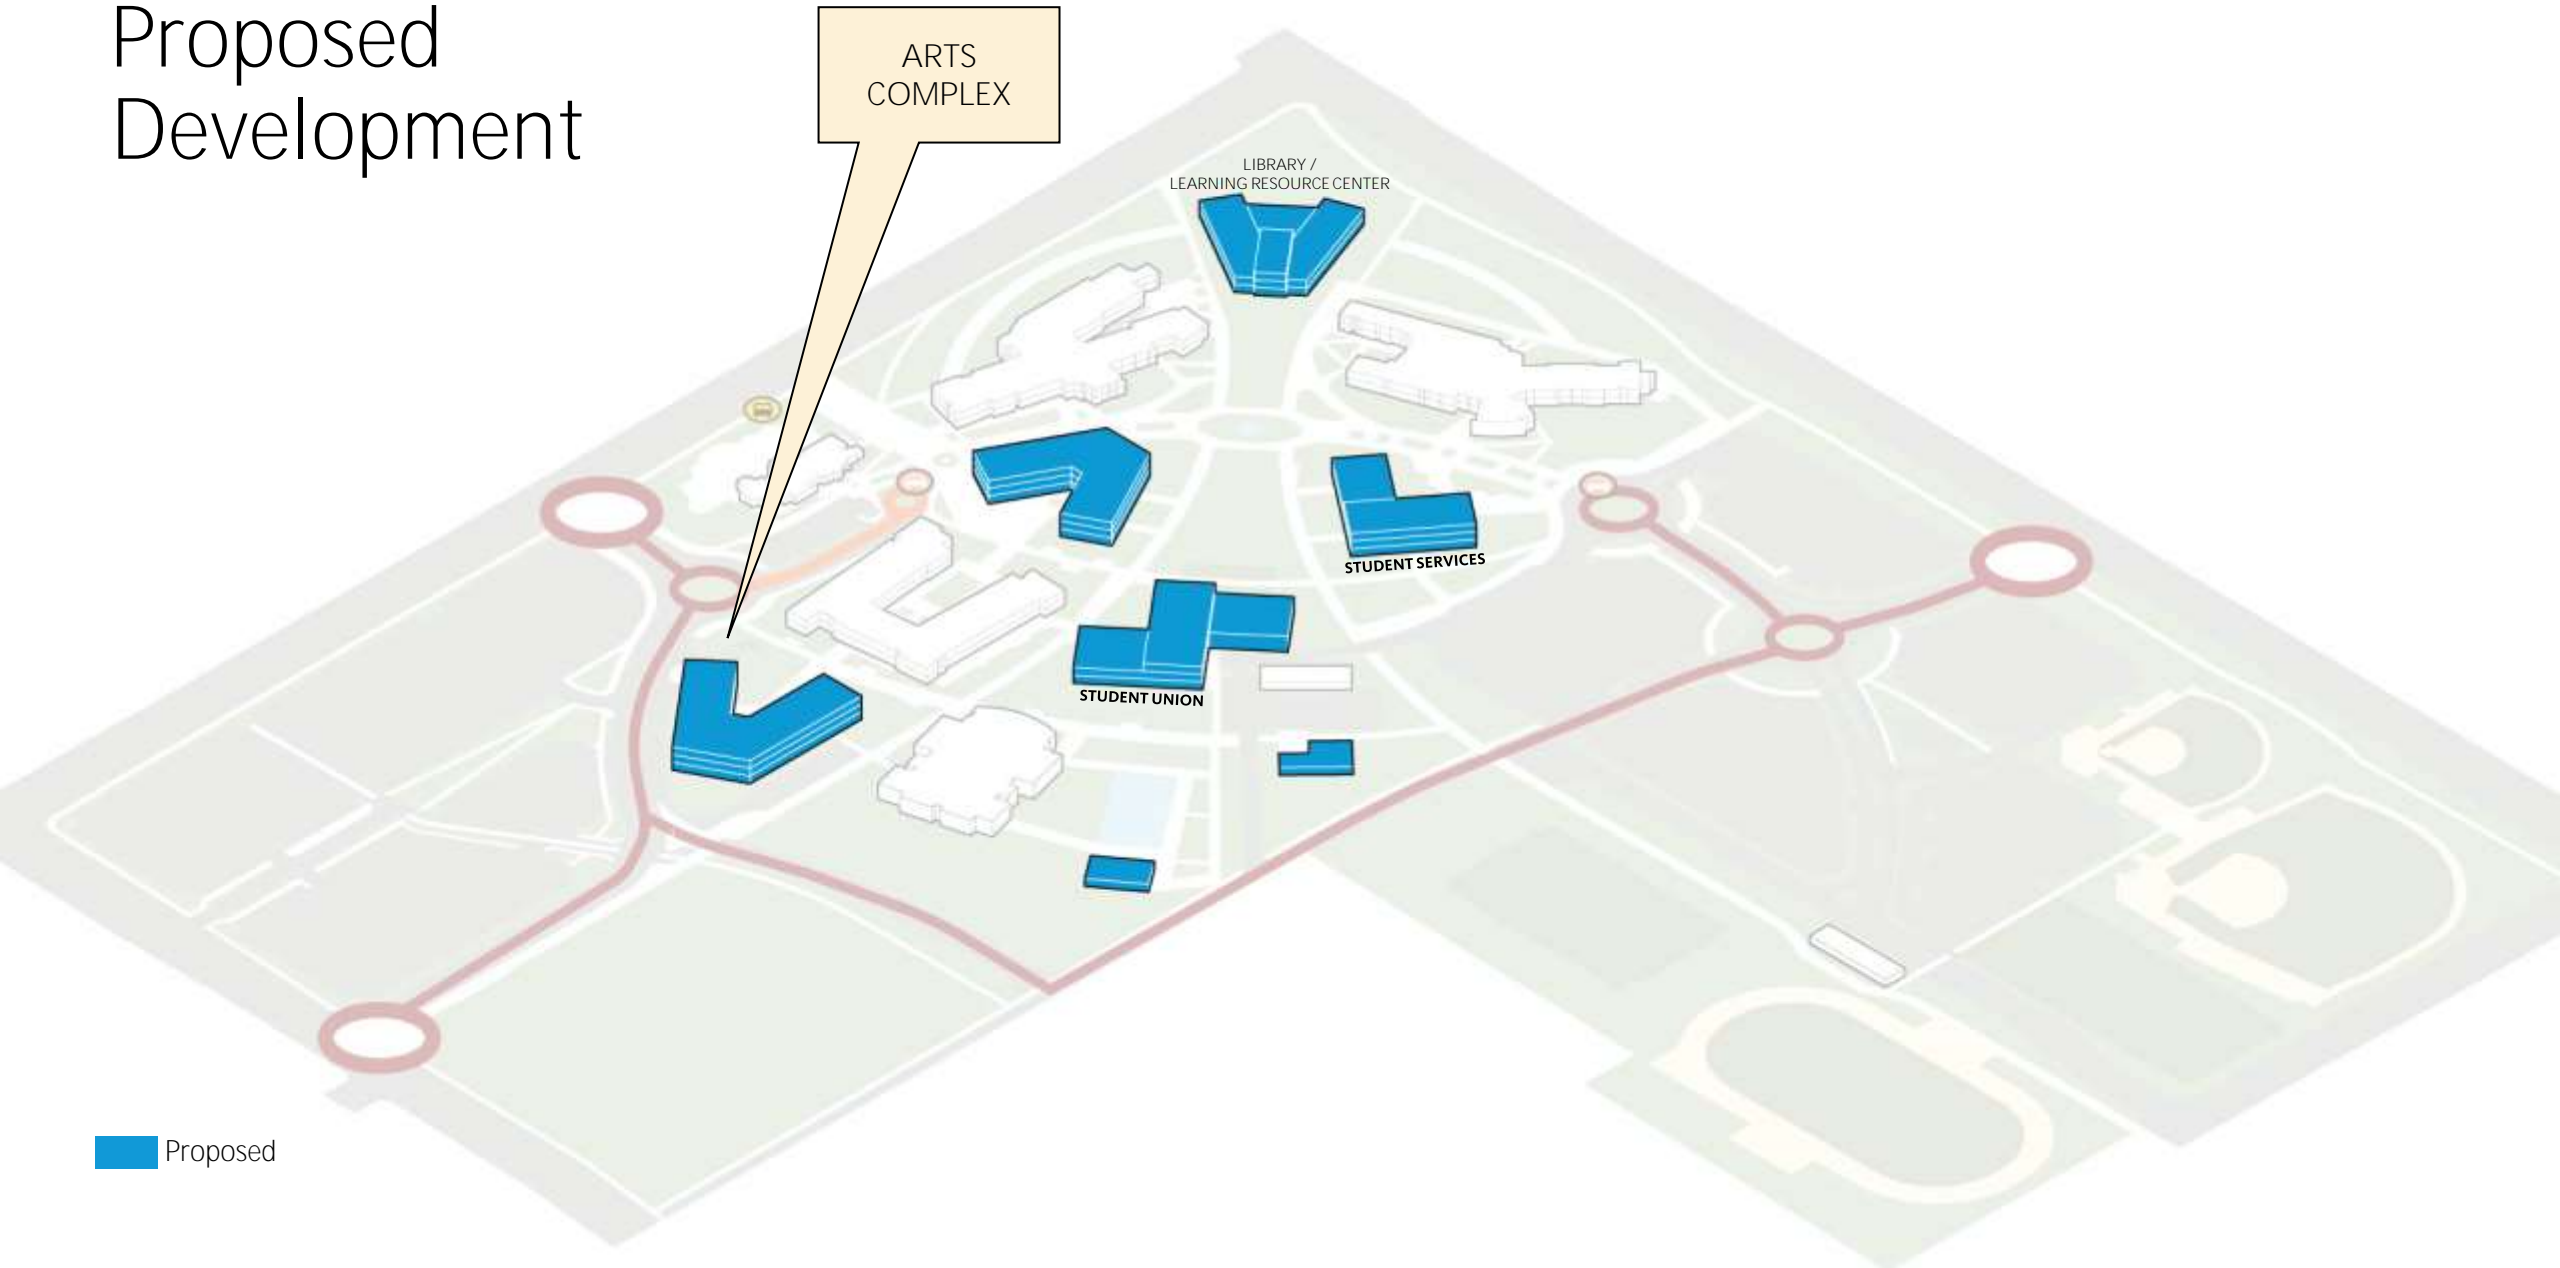 Proposed
Development
ARTS
COMPLEX
LIBRARY /
LEARNING RESOURCE CENTER
STUDENT SERVICES
STUDENT UNION
Proposed